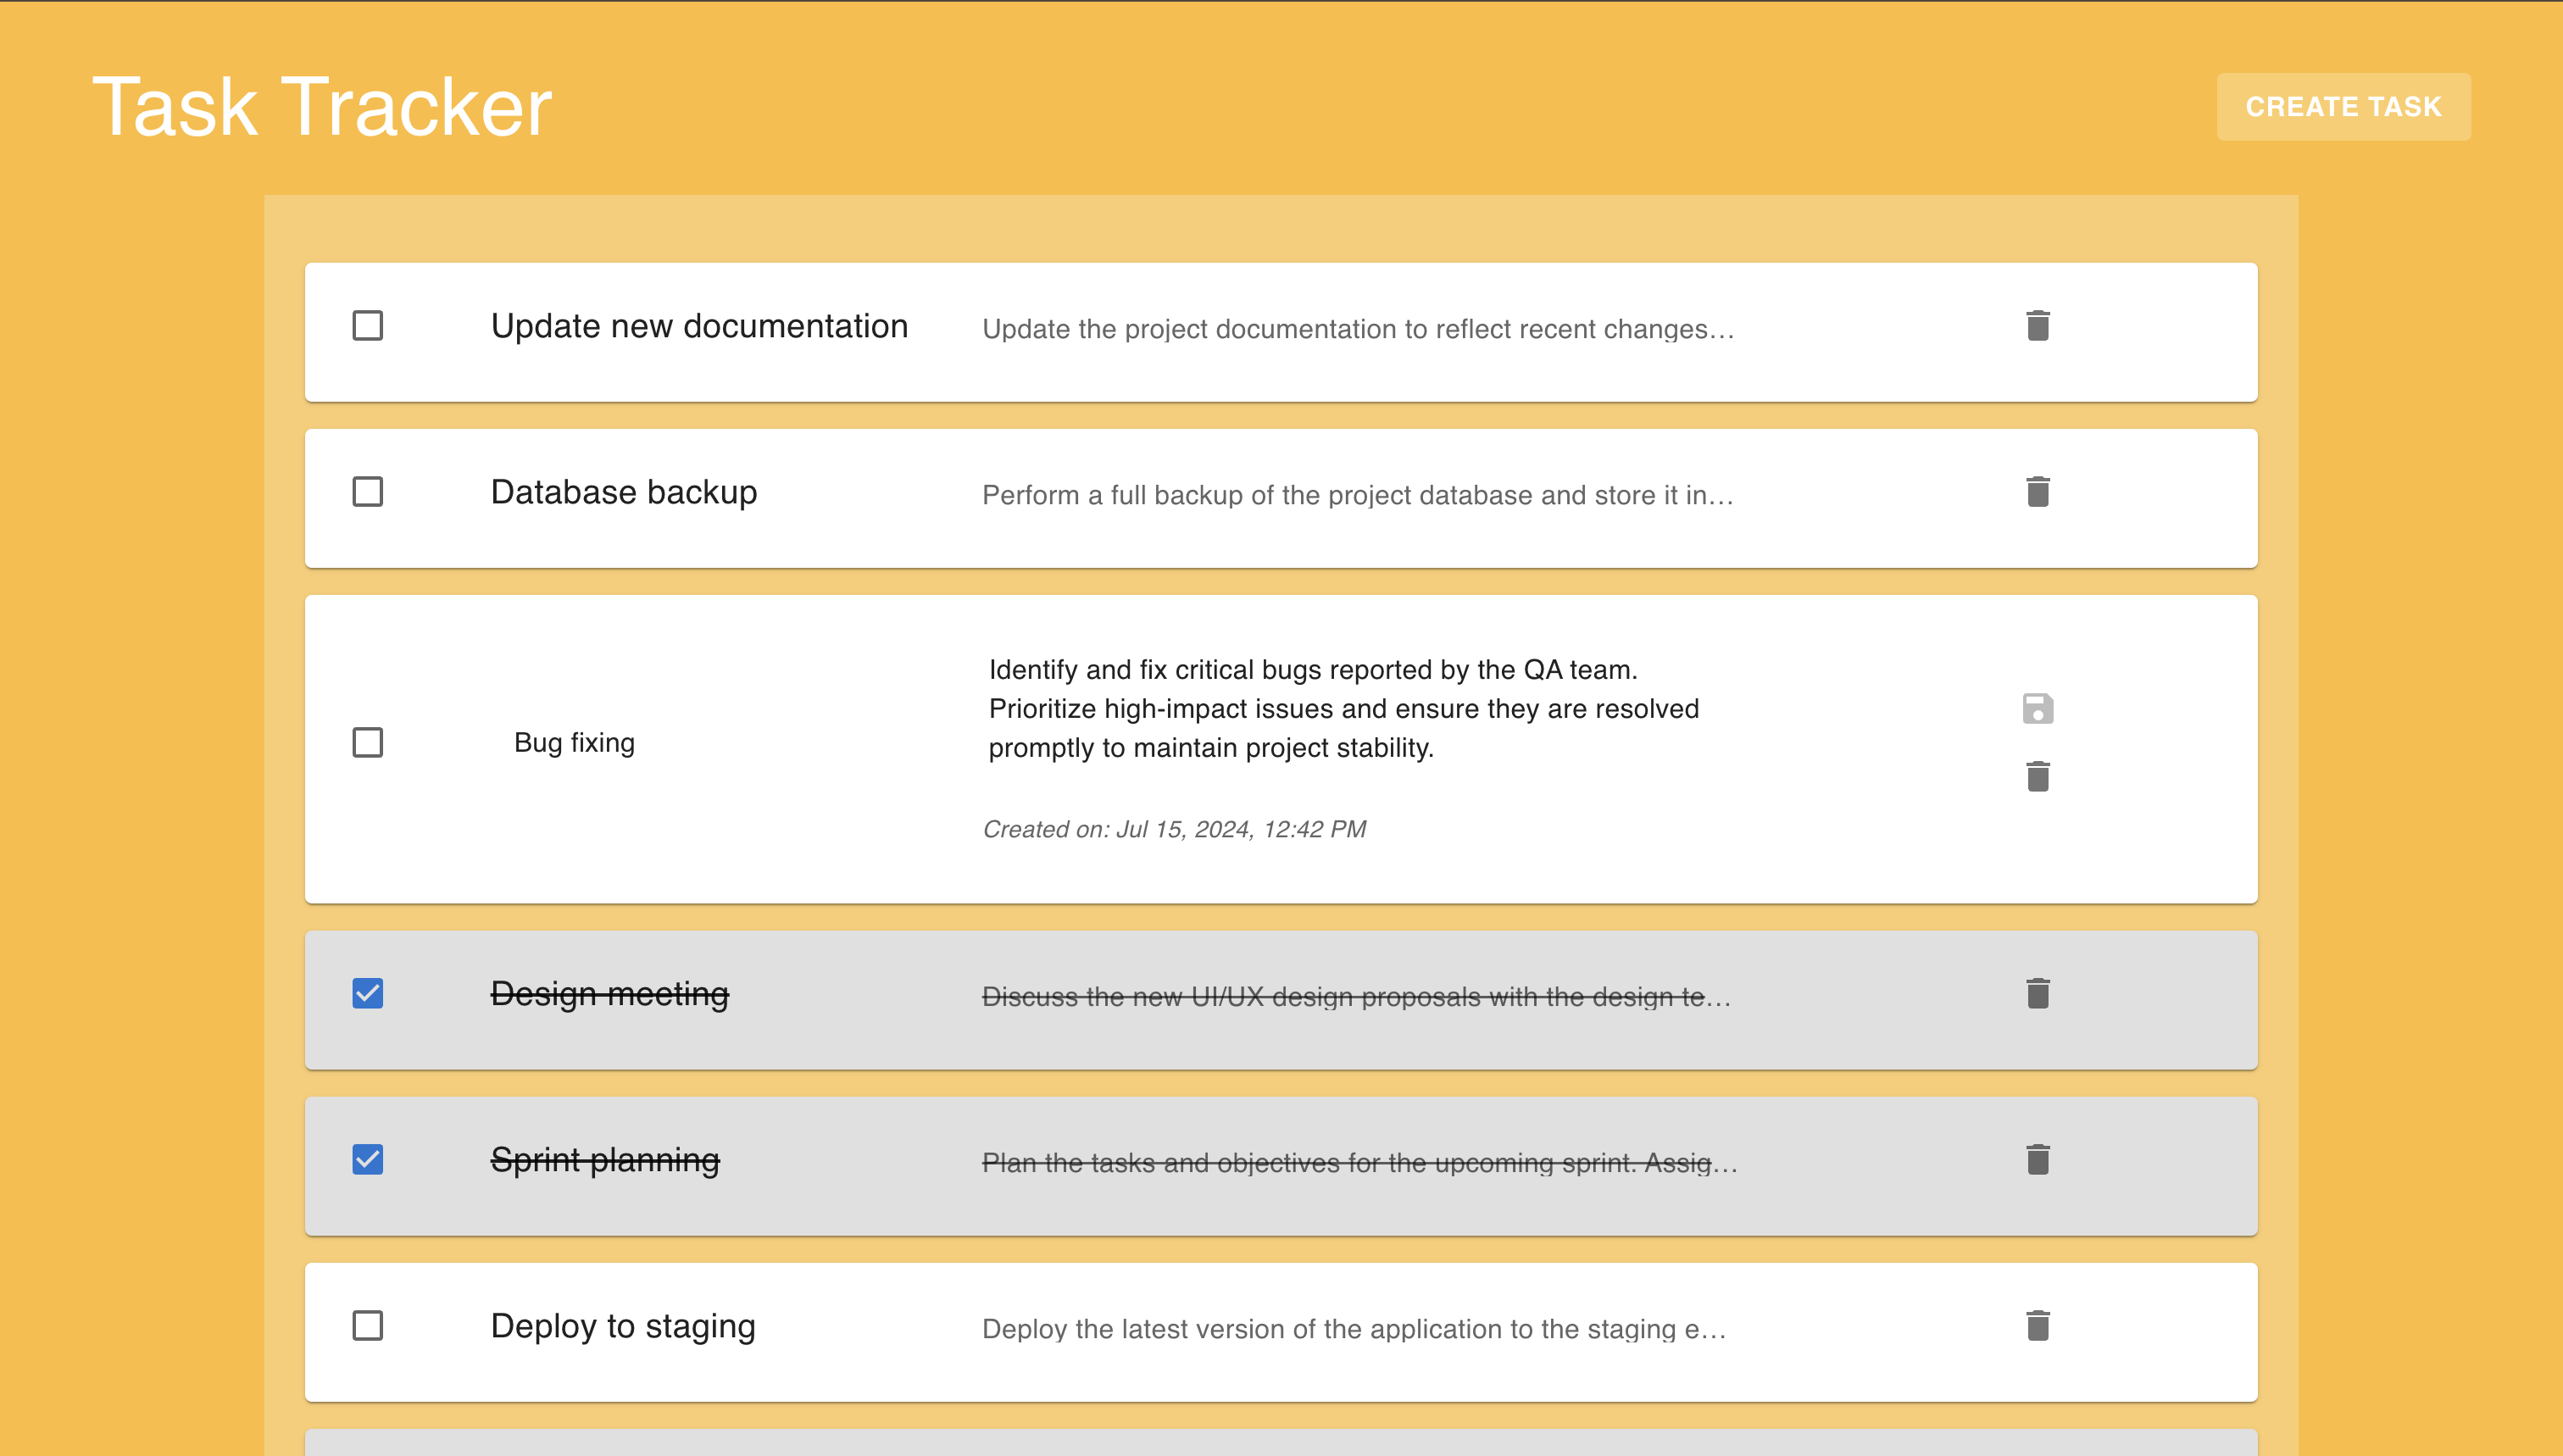 Task Tracker
CREATE TASK
Update new documentation
Update the project documentation to reflect recent changes…
Database backup
Perform a full backup of the project database and store it in…
Bug fixing
Identify and fix critical bugs reported by the QA team.
Prioritize high-impact issues and ensure they are resolved
promptly to maintain project stability.
Created on: Jul 15, 2024, 12:42 PM
Design meeting
Discuss the new UI/UX design proposals with the design te…
Sprint planning
Plan the tasks and objectives for the upcoming sprint. Assig…
Deploy to staging
Deploy the latest version of the application to the staging e…